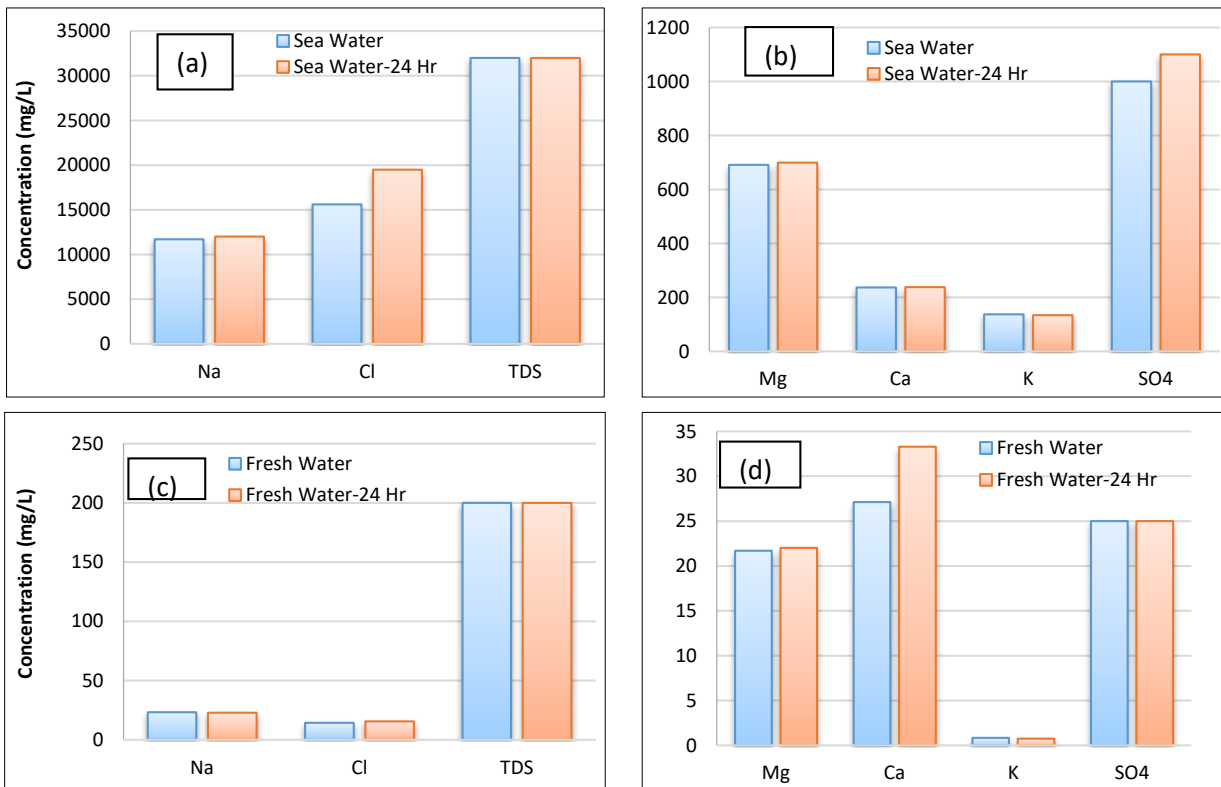 (a)
Sea Water
Sea Water-24 Hr
Concentration (mg/L)
35000
30000
25000
20000
15000
10000
5000
0
Na Cl TDS
(b)
Sea Water
Sea Water-24 Hr
1200
1000
800
600
400
200
0
Mg Ca K SO4
(c)
Fresh Water
Fresh Water-24 Hr
Concentration (mg/L)
250
200
150
100
50
0
Na Cl TDS
(d)
Fresh Water
Fresh Water-24 Hr
35
30
25
20
15
10
5
0
Mg Ca K SO4